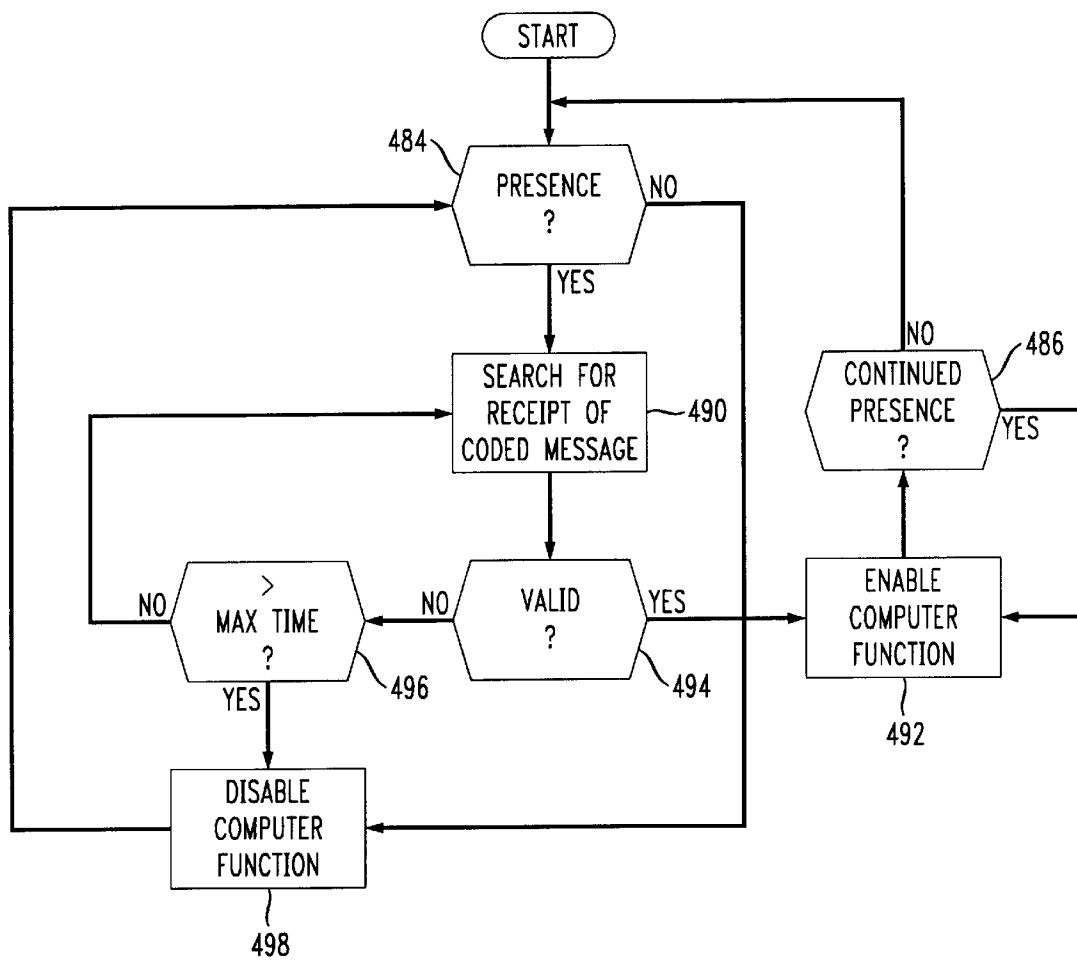 START
484
PRESENCE
?
NO
YES
SEARCH FOR
RECEIPT OF
CODED MESSAGE
490
NO
486
CONTINUED
PRESENCE
?
YES
>
MAX TIME
?
NO
YES
496
VALID
?
NO
YES
494
ENABLE
COMPUTER
FUNCTION
492
DISABLE
COMPUTER
FUNCTION
498